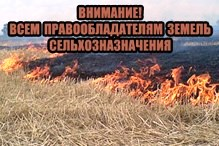 ВНИМАНИЕ!
ВСЕМ ПРАВООБЛАДАТЕЛЯМ ЗЕМЕЛЬ
СЕЛЬХОЗНАЗНАЧЕНИЯ